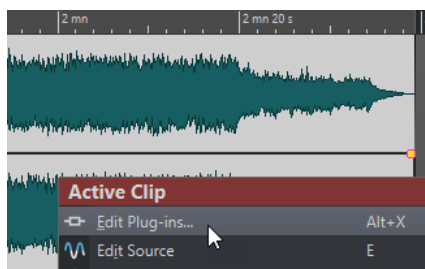 2 mn
2 mn 20 s
Active Clip
Edit Plug-ins...
Alt+X
Edit Source
E